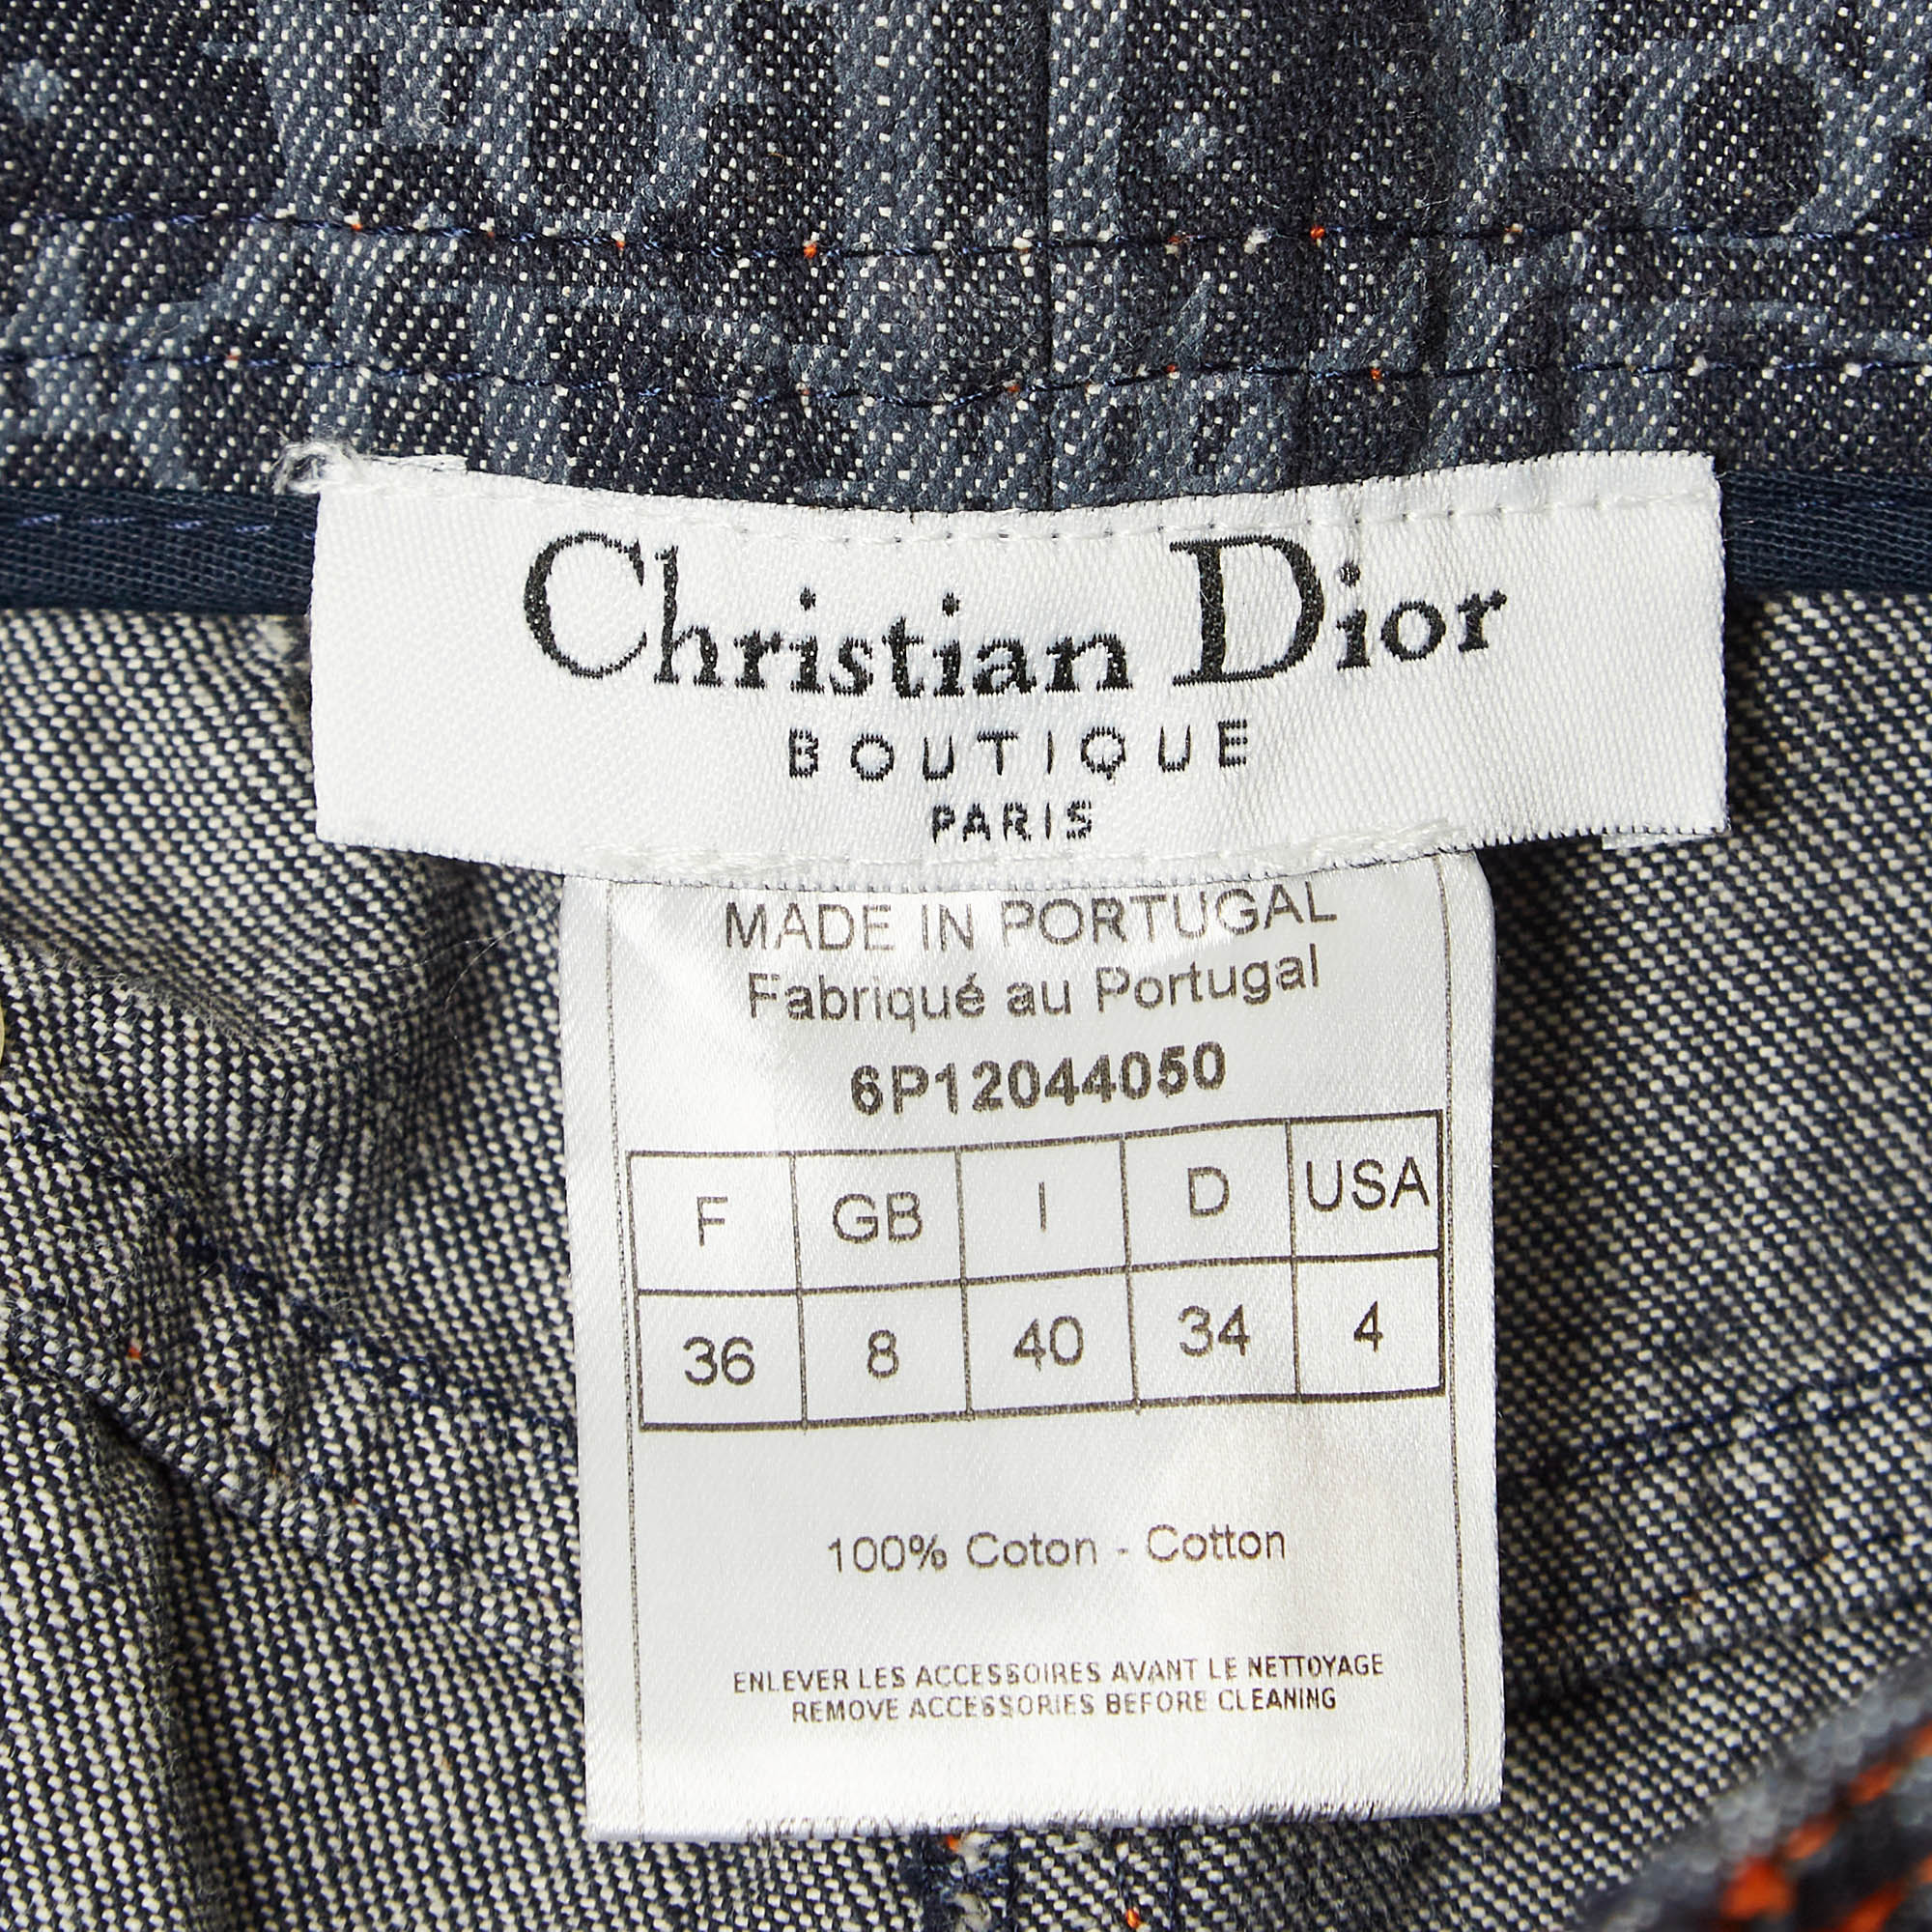 Christian Dior
BOUTIQUE
PARIS
MADE IN PORTUGAL
Fabriqué au Portugal
6P12044050
F GB I D USA
36 8 40 34 4
100% Coton - Cotton
ENLEVER LES ACCESSOIRES AVANT LE NETTOYAGE
REMOVE ACCESSORIES BEFORE CLEANING